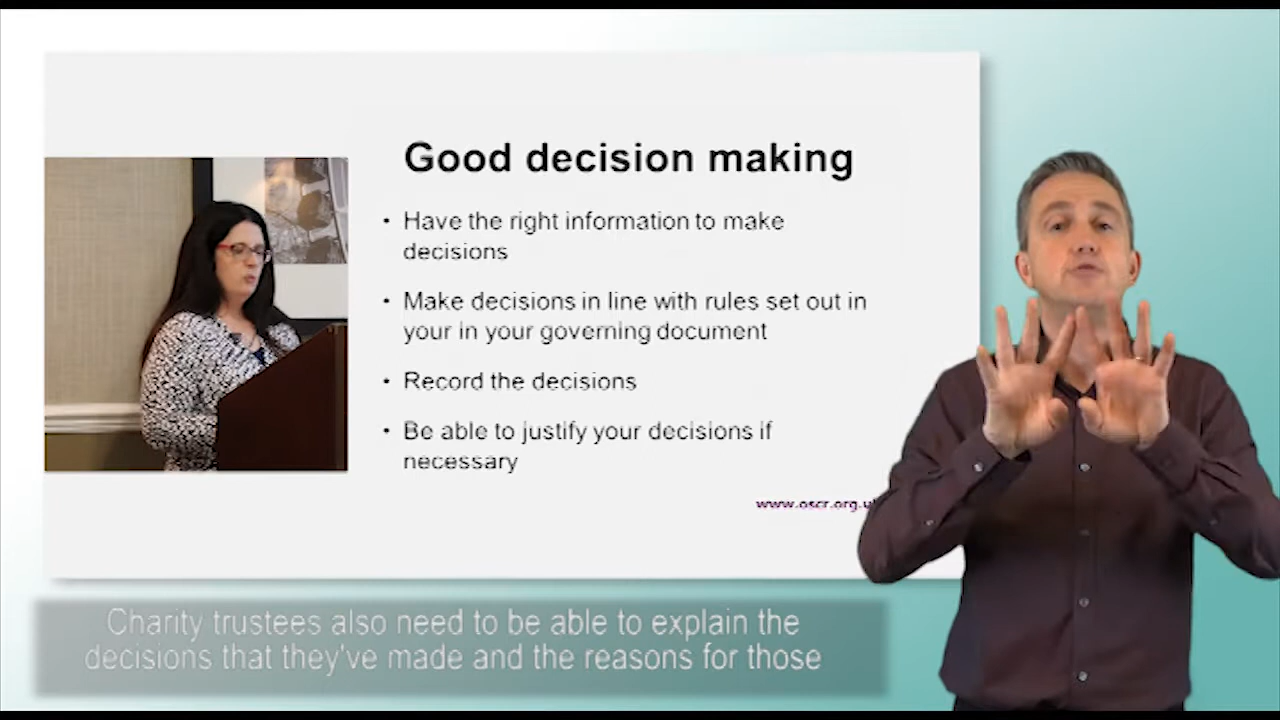 Good decision making
• Have the right information to make
decisions
• Make decisions in line with rules set out in
your in your governing document
• Record the decisions
• Be able to justify your decisions if
necessary
www.oscr.org.u
Charity trustees also need to be able to explain the
decisions that they've made and the reasons for those